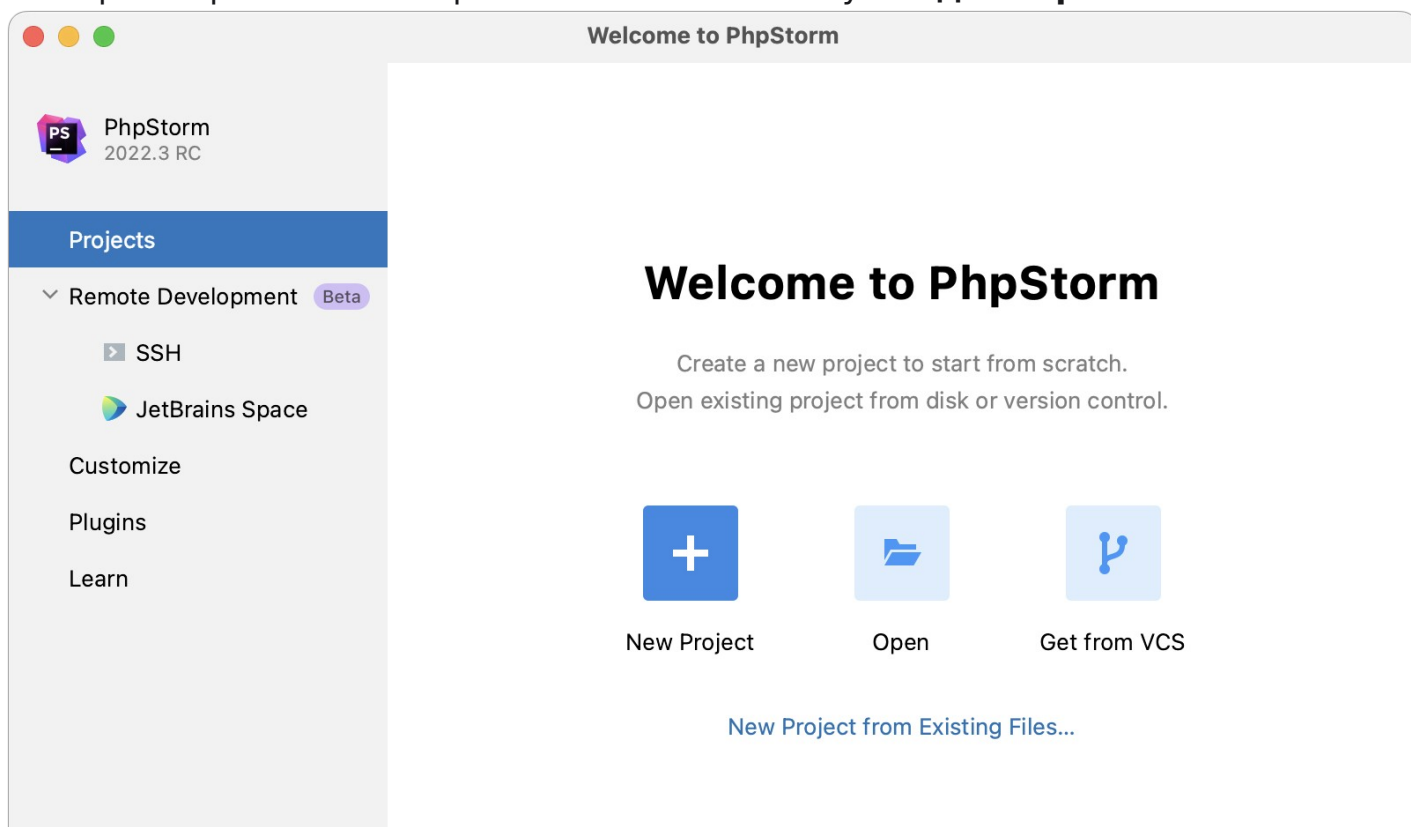 Welcome to PhpStorm
PS
PhpStorm
2022.3 RC
Projects
Remote Development Beta
SSH
JetBrains Space
Customize
Plugins
Learn
Welcome to PhpStorm
Create a new project to start from scratch.
Open existing project from disk or version control.
New Project
Open
Get from VCS
New Project from Existing Files...